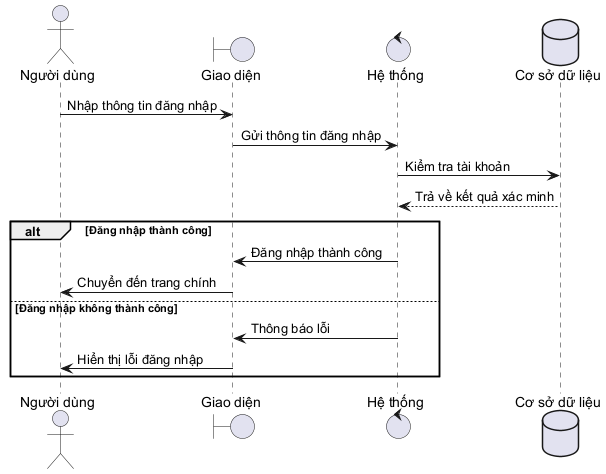 Người dùng
Giao diện
Hệ thống
Cơ sở dữ liệu
Nhập thông tin đăng nhập
Gửi thông tin đăng nhập
Kiểm tra tài khoản
Trả về kết quả xác minh
alt [Đăng nhập thành công]
Đăng nhập thành công
Chuyển đến trang chính
[Đăng nhập không thành công]
Thông báo lỗi
Hiển thị lỗi đăng nhập
Người dùng
Giao diện
Hệ thống
Cơ sở dữ liệu